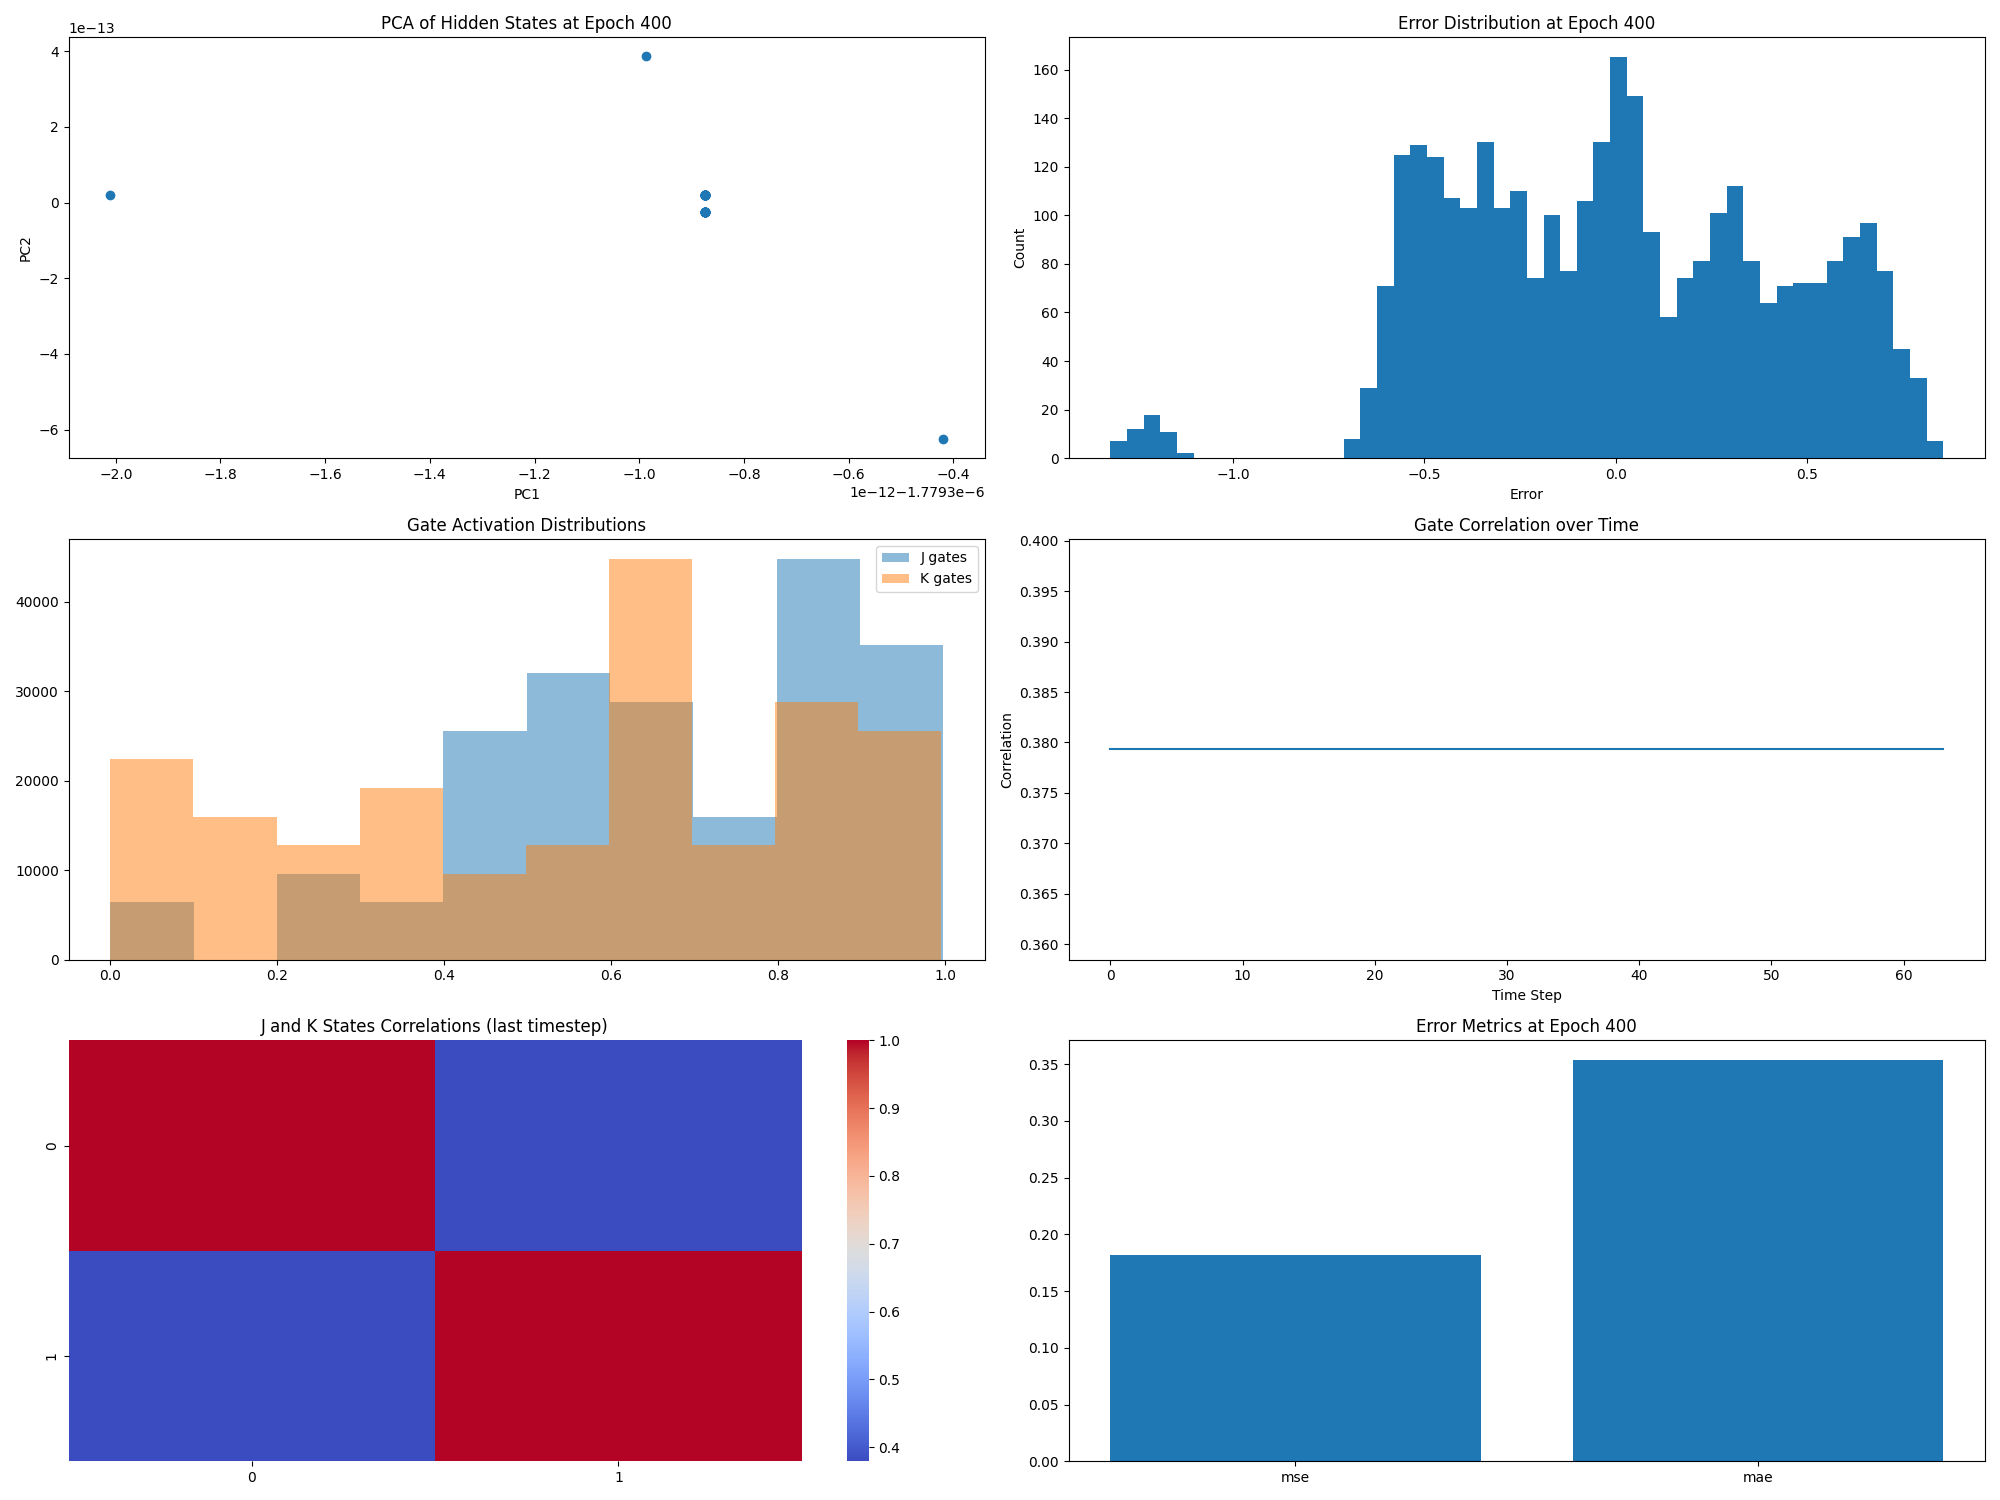 PCA of Hidden States at Epoch 400
1e−13
4
2
0
−2
−4
−6
PC2
−2.0 −1.8 −1.6 −1.4 −1.2 −1.0 −0.8 −0.6 −0.4
1e−12−1.7793e−6
PC1
Error Distribution at Epoch 400
160
140
120
100
80
60
40
20
0
Count
−1.0 −0.5 0.0 0.5
Error
Gate Activation Distributions
J gates
K gates
40000
30000
20000
10000
0
0.0 0.2 0.4 0.6 0.8 1.0
Gate Correlation over Time
0.400
0.395
0.390
0.385
0.380
0.375
0.370
0.365
0.360
Correlation
0 10 20 30 40 50 60
Time Step
J and K States Correlations (last timestep)
0
1
0 1
1.0
0.9
0.8
0.7
0.6
0.5
0.4
Error Metrics at Epoch 400
0.35
0.30
0.25
0.20
0.15
0.10
0.05
0.00
mse mae